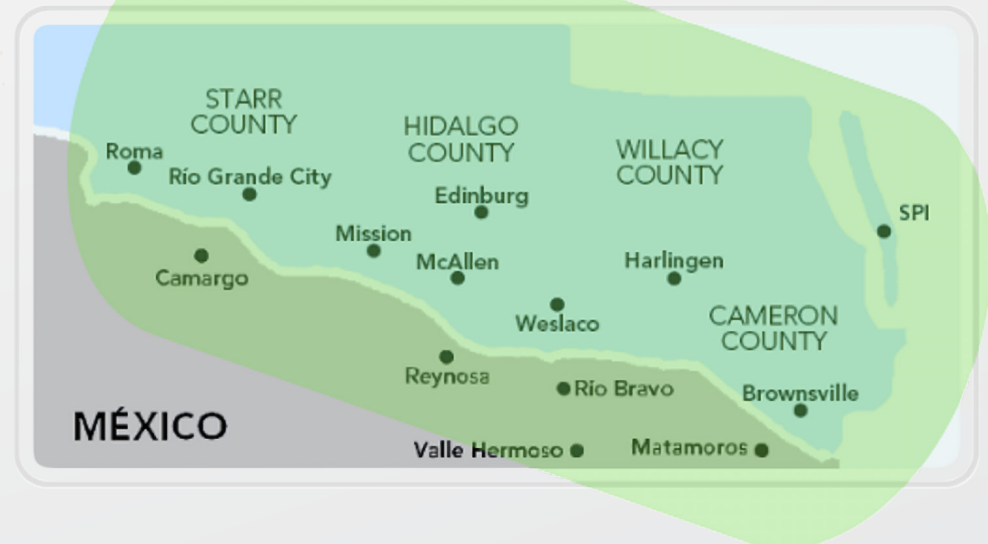 STARR
COUNTY
HIDALGO
COUNTY
WILLACY
COUNTY
Roma
Río Grande City
Edinburg
SPI
Mission
McAllen
Harlingen
Camargo
Weslaco
CAMERON
COUNTY
Reynosa
Río Bravo
Brownsville
MÉXICO
Valle Hermoso
Matamoros